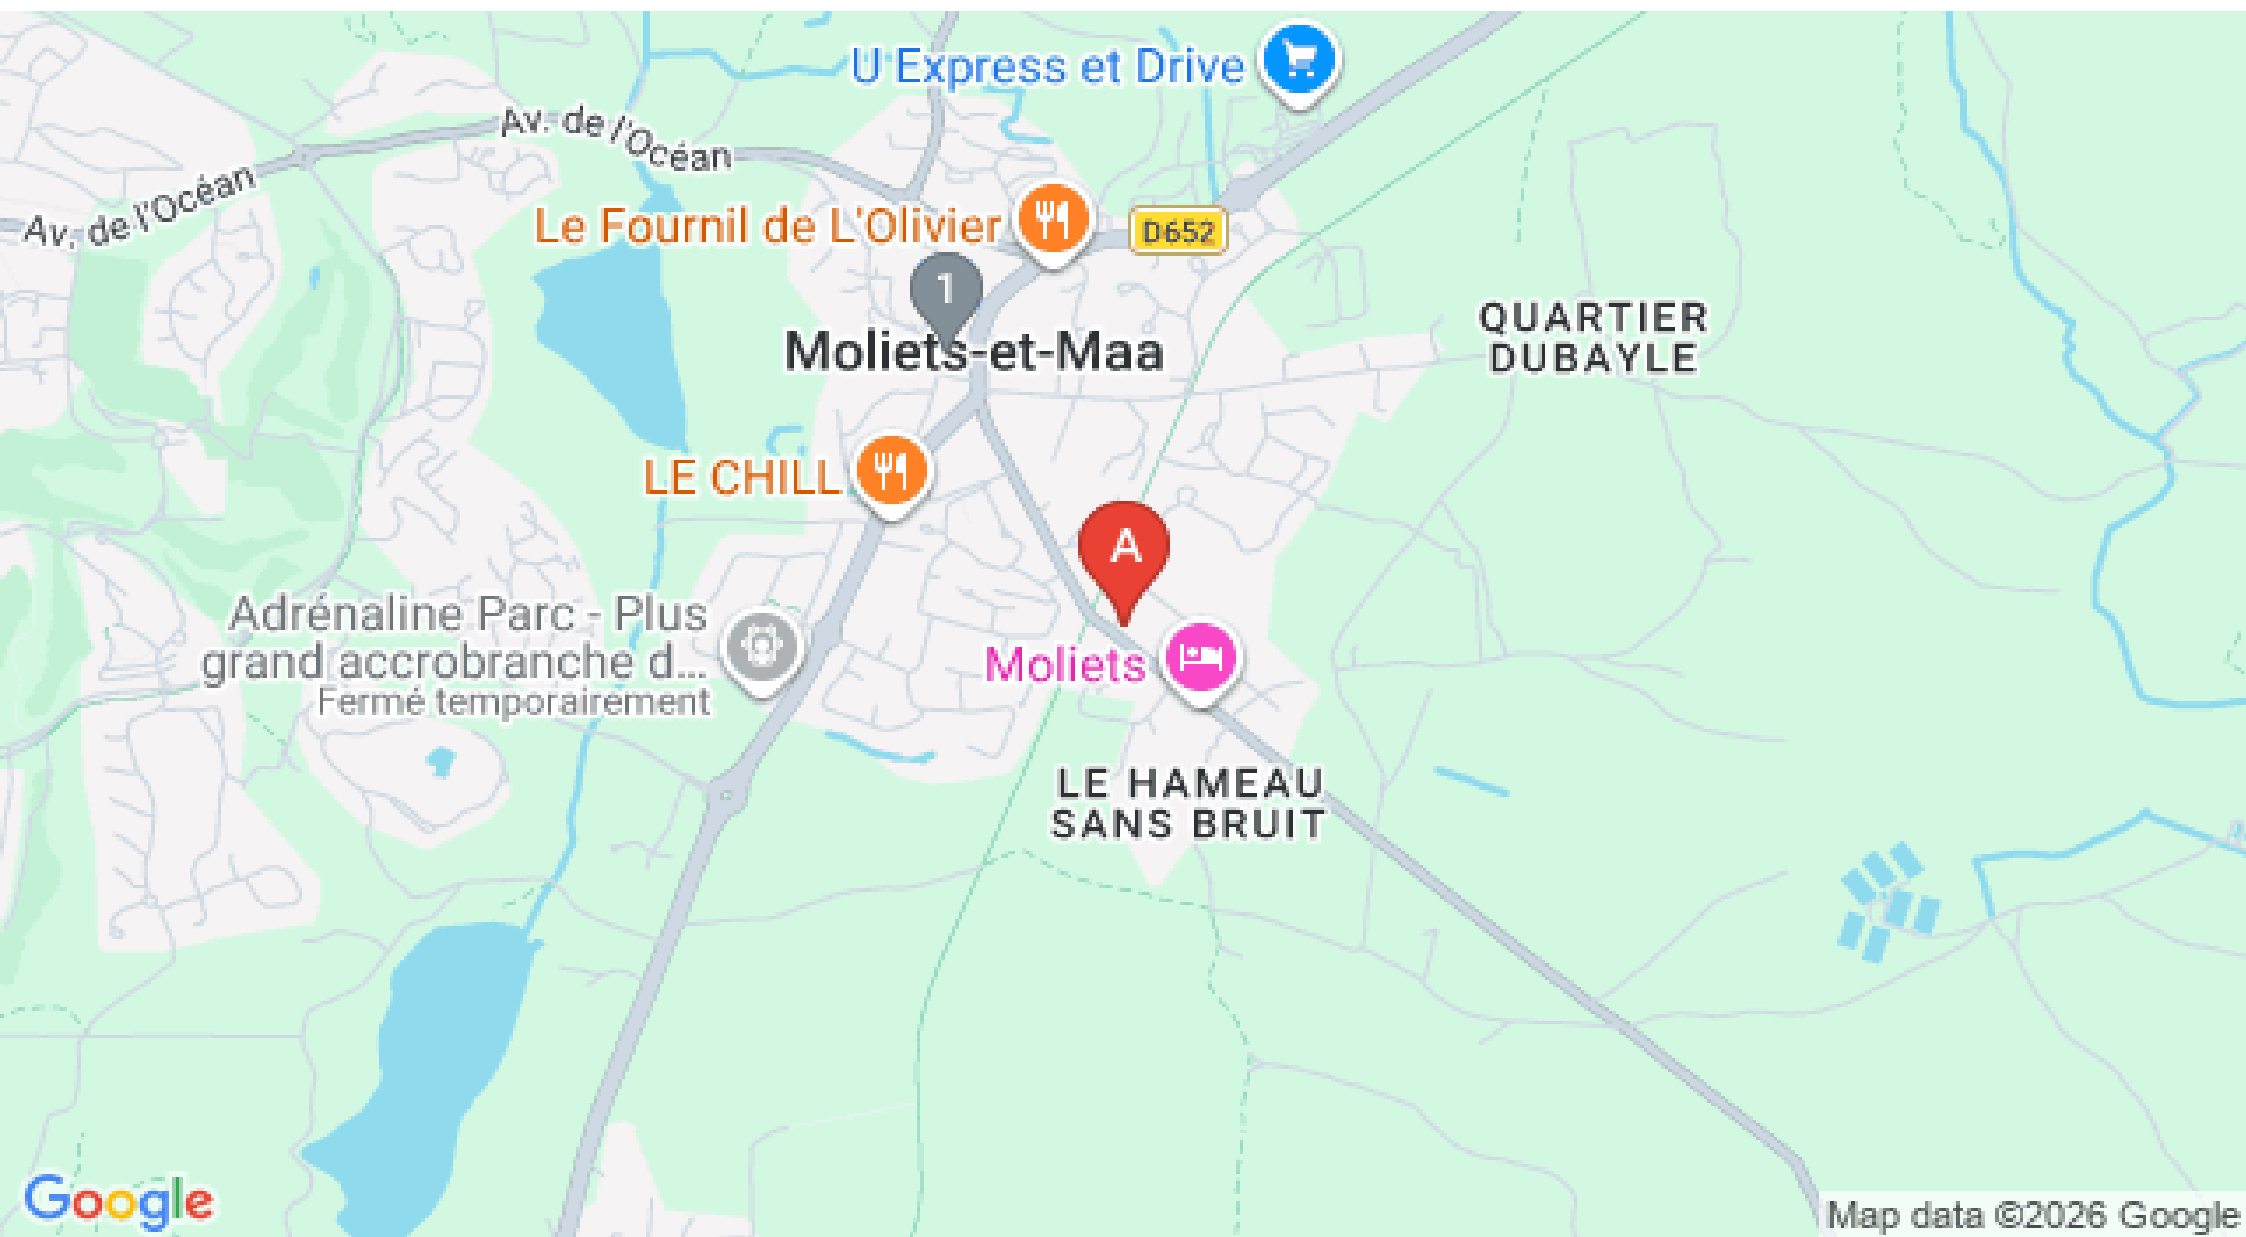 U Express et Drive
Av. de l'Océan
Av. de l'Océan
Le Fournil de L'Olivier
D652
1
QUARTIER
DUBAYLE
Moliets-et-Maa
LE CHILL
A
Adrénaline Parc - Plus
grand accrobranche d...
Fermé temporairement
Moliets
LE HAMEAU
SANS BRUIT
Google
Map data ©2026 Google